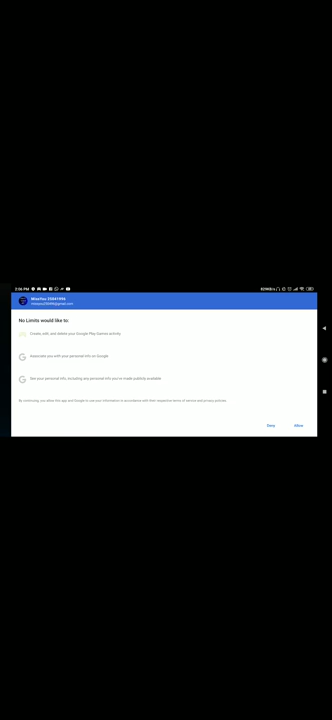 2:06 PM
No Limits would like to:
Create, edit, and delete your Google Play Games activity
Associate you with your personal info on Google
See your personal info, including any personal info you've made publicly available
By continuing, you allow this app and Google to use your information in accordance with their respective terms of service and privacy policies.
Deny Allow